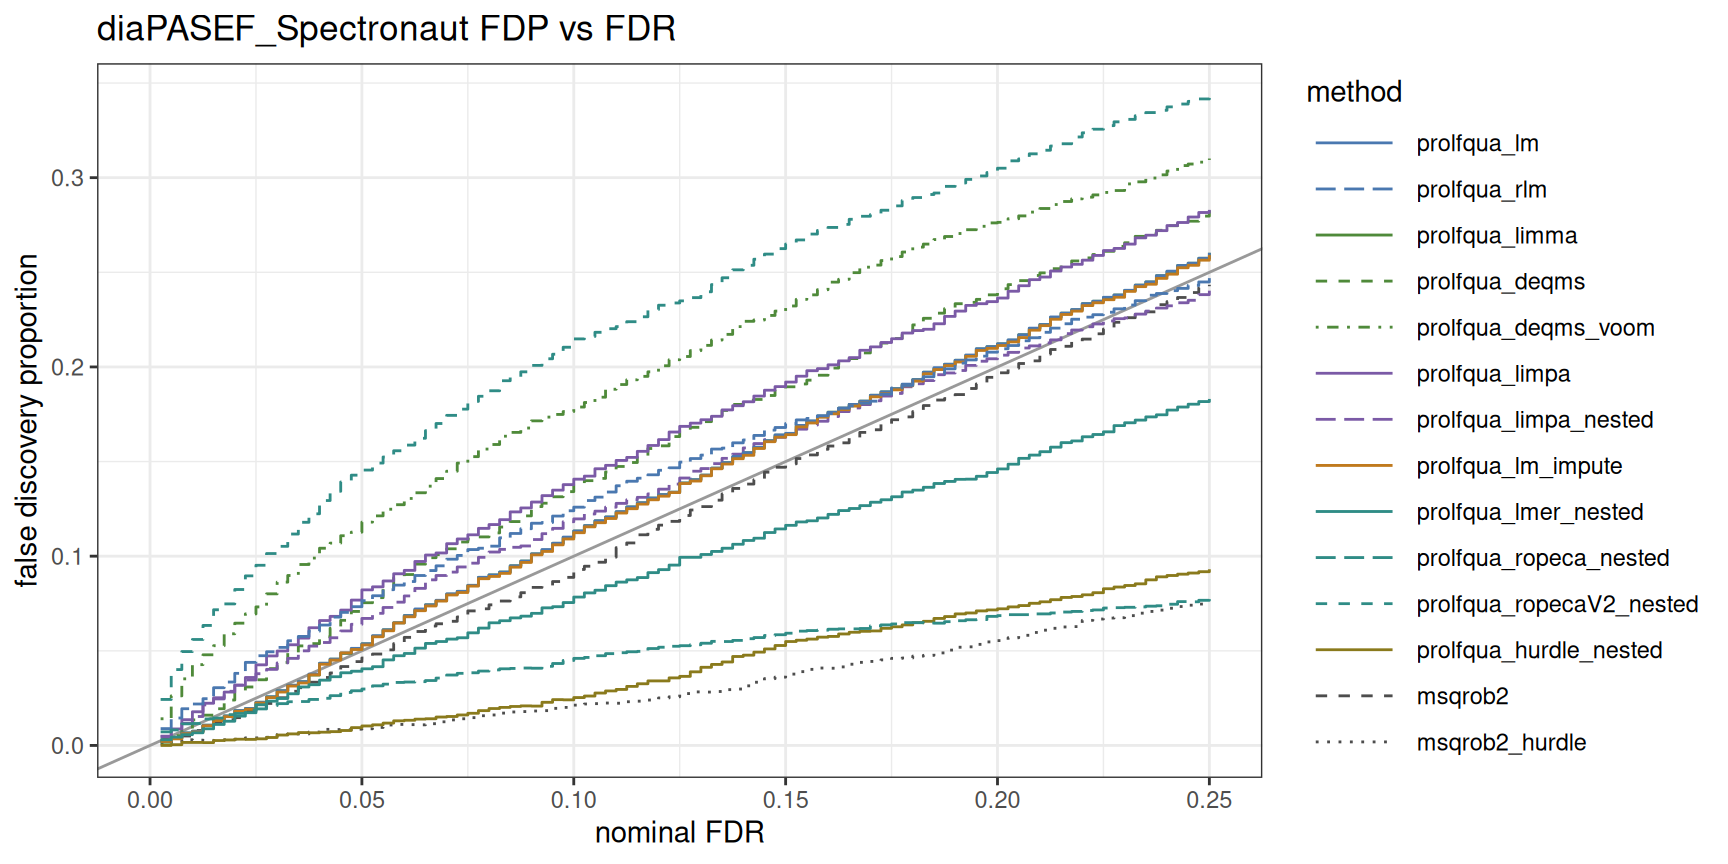 diaPASEF_Spectronaut FDP vs FDR
false discovery proportion
0.3
0.2
0.1
0.0
0.00 0.05 0.10 0.15 0.20 0.25
nominal FDR
method
prolfqua_lm
prolfqua_rlm
prolfqua_limma
prolfqua_deqms
prolfqua_deqms_voom
prolfqua_limpa
prolfqua_limpa_nested
prolfqua_lm_impute
prolfqua_lmer_nested
prolfqua_ropeca_nested
prolfqua_ropecaV2_nested
prolfqua_hurdle_nested
msqrob2
msqrob2_hurdle